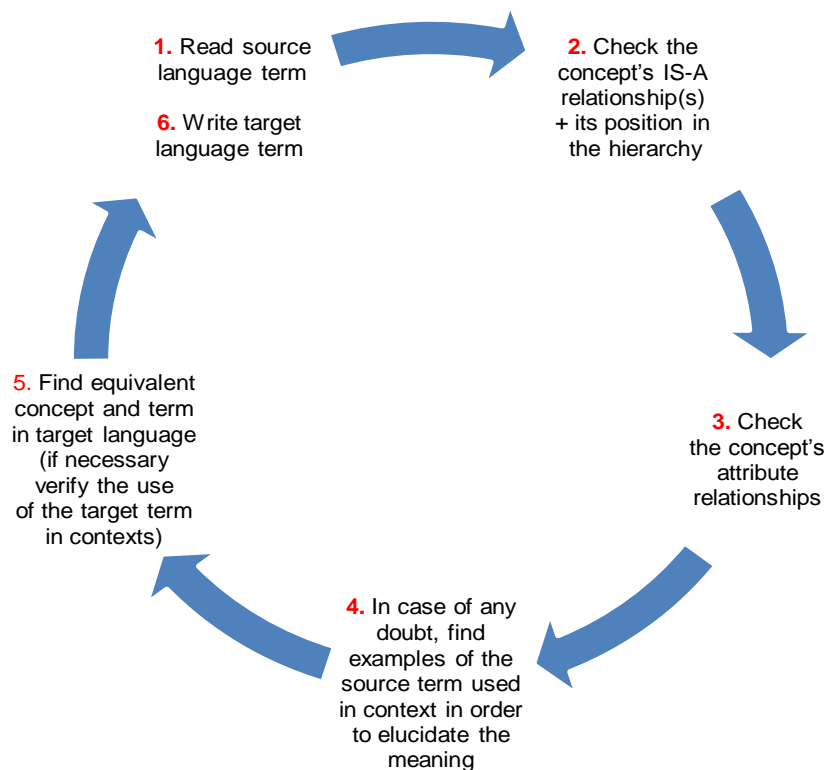 1. Read source
language term
6. Write target
language term
2. Check the
concept's IS-A
relationship(s)
+ its position in
the hierarchy
3. Check
the concept's
attribute
relationships
4. In case of any
doubt, find
examples of the
source term used
in context in order
to elucidate the
meaning
5. Find equivalent
concept and term
in target language
(if necessary
verify the use
of the target term
in contexts)